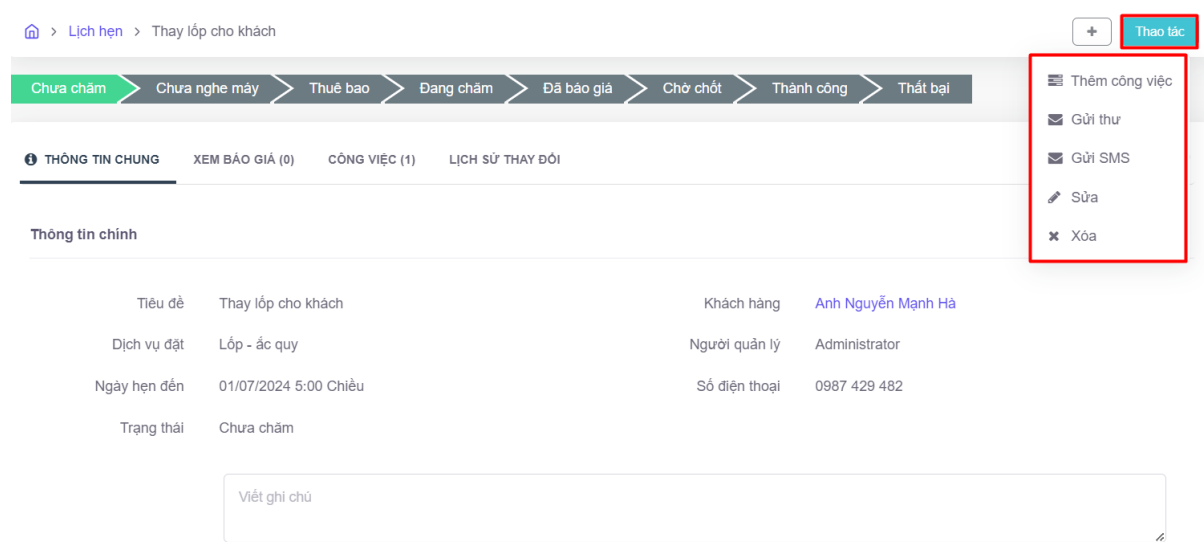 Lịch hẹn > Thay lốp cho khách
+ Thao tác
Chưa chăm Chưa nghe máy Thuê bao Đang chăm Đã báo giá Chờ chốt Thành công Thất bại
Thêm công việc
Gửi thư
Gửi SMS
Sửa
Xóa
THÔNG TIN CHUNG XEM BÁO GIÁ (0) CÔNG VIỆC (1) LỊCH SỬ THAY ĐỔI
Thông tin chính
Tiêu đề Thay lốp cho khách Khách hàng Anh Nguyễn Mạnh Hà
Dịch vụ đặt Lốp - ắc quy Người quản lý Administrator
Ngày hẹn đến 01/07/2024 5:00 Chiều Số điện thoại 0987 429 482
Trạng thái Chưa chăm
Viết ghi chú